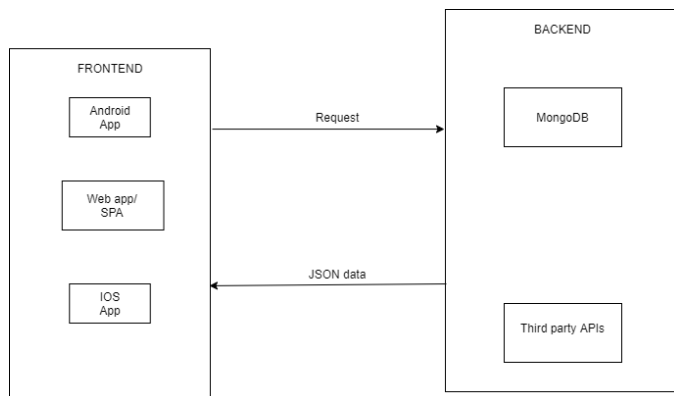 BACKEND
FRONTEND
Android
App
Request
MongoDB
Web app/
SPA
JSON data
IOS
App
Third party APIs